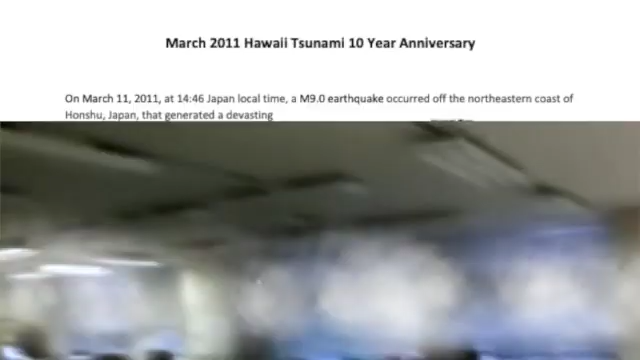 March 2011 Hawaii Tsunami 10 Year Anniversary
On March 11, 2011, at 14:46 Japan local time, a M9.0 earthquake occurred off the northeastern coast of
Honshu, Japan, that generated a devasting